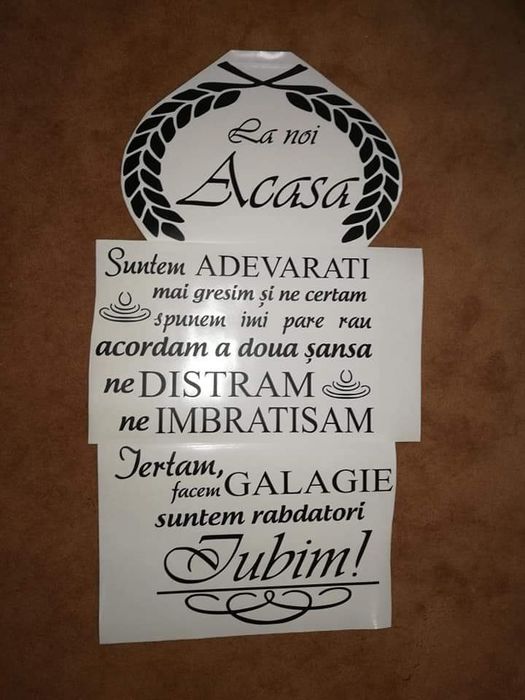 La noi
Acasa
Suntem ADEVARATI
mai gresim și ne certam
spunem imi pare rau
acordam a doua șansa
ne DISTRAM
ne IMBRATISAM
Iertam,
facem GALAGIE
suntem rabdatori
Iubim!